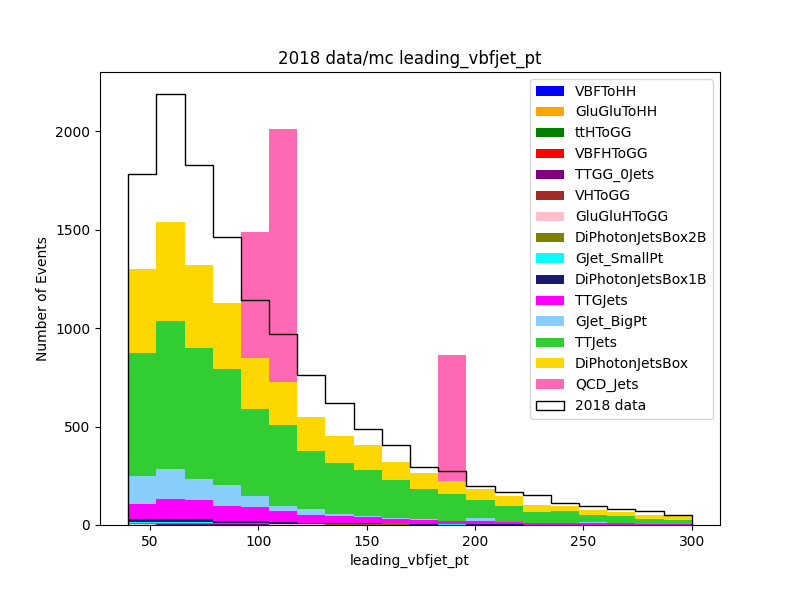 2018 data/mc leading_vbfjet_pt
Number of Events
2000
1500
1000
500
0
50
100
150
200
250
300
leading_vbfjet_pt
VBFToHH
GluGluToHH
ttHToGG
VBFHToGG
TTGG_0Jets
VHToGG
GluGluHToGG
DiPhotonJetsBox2B
GJet_SmallPt
DiPhotonJetsBox1B
TTGJets
GJet_BigPt
TTJets
DiPhotonJetsBox
QCD_Jets
2018 data